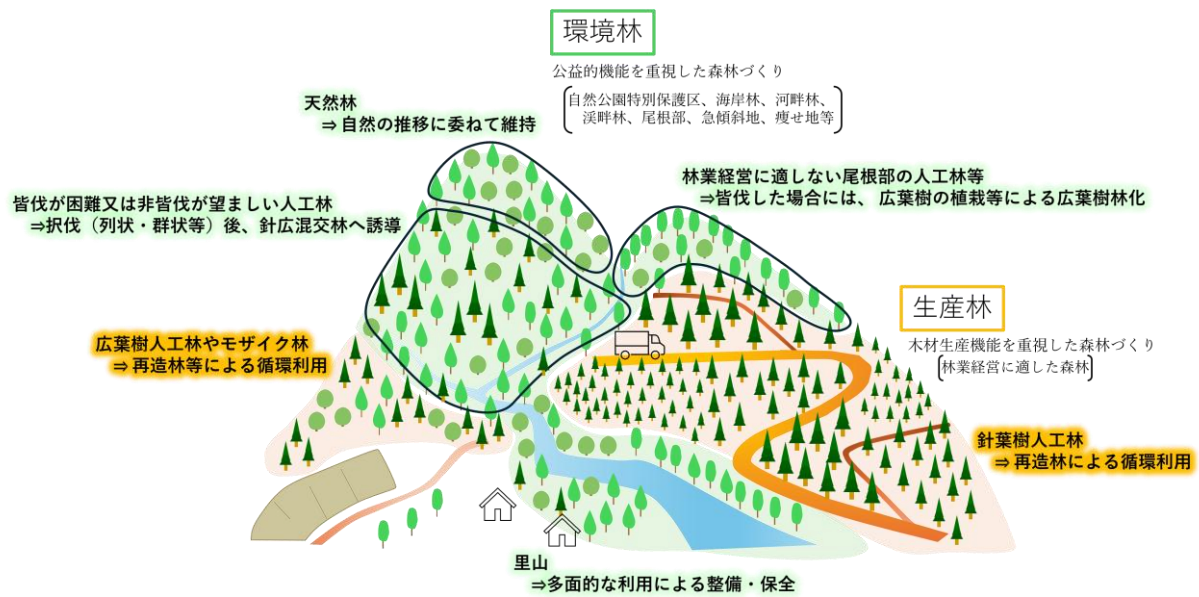 環境林
公益的機能を重視した森林づくり
自然公園特別保護区、海岸林、河畔林、
渓畔林、尾根部、急傾斜地、痩せ地等
天然林
⇒自然の推移に委ねて維持
皆伐が困難又は非皆伐が望ましい人工林
⇒択伐（列状・群状等）後、針広混交林へ誘導
林業経営に適しない尾根部の人工林等
⇒皆伐した場合には、広葉樹の植栽等による広葉樹林化
生産林
木材生産機能を重視した森林づくり
林業経営に適した森林
広葉樹人工林やモザイク林
⇒再造林等による循環利用
針葉樹人工林
⇒再造林による循環利用
里山
⇒多面的な利用による整備・保全